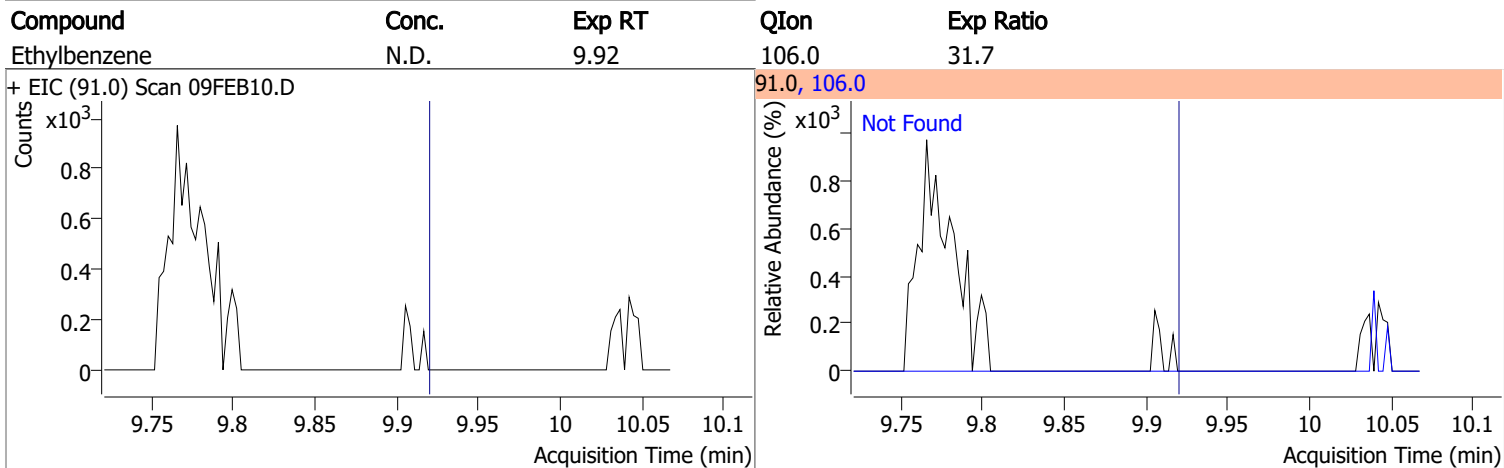 Compound Conc. Exp RT QIon Exp Ratio
Ethylbenzene N.D. 9.92 106.0 31.7
+ EIC (91.0) Scan 09FEB10.D
Counts
x10³
0.8
0.6
0.4
0.2
0
9.75 9.8 9.85 9.9 9.95 10 10.05 10.1
Acquisition Time (min)
91.0, 106.0
Relative Abundance (%)
x10³
Not Found
0.8
0.6
0.4
0.2
0
9.75 9.8 9.85 9.9 9.95 10 10.05 10.1
Acquisition Time (min)